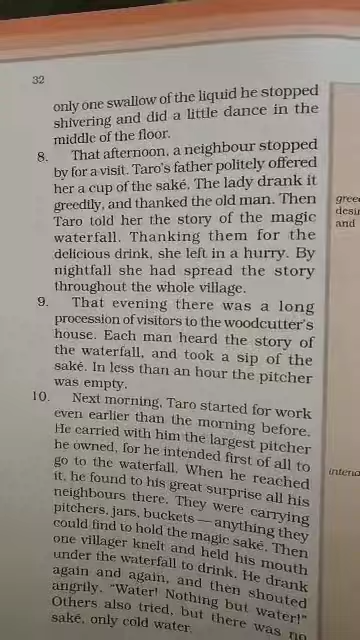 32
only one swallow of the liquid he stopped
shivering and did a little dance in the
middle of the floor.
8. That afternoon, a neighbour stopped
by for a visit. Taro's father politely offered
her a cup of the saké. The lady drank it
greedily, and thanked the old man. Then
Taro told her the story of the magic
waterfall. Thanking them for the
delicious drink, she left in a hurry. By
nightfall she had spread the story
throughout the whole village.
9. That evening there was a long
procession of visitors to the woodcutter's
house. Each man heard the story of
the waterfall, and took a sip of the
saké. In less than an hour the pitcher
was empty.
10. Next morning, Taro started for work
even earlier than the morning before.
He carried with him the largest pitcher
he owned, for he intended first of all to
go to the waterfall. When he reached
it, he found to his great surprise all his
neighbours there. They were carrying
pitchers, jars, buckets — anything they
could find to hold the magic saké. Then
one villager knelt and held his mouth
under the waterfall to drink. He drank
again and again, and then shouted
angrily, “Water! Nothing but water!”
Others also tried, but there was no
saké, only cold water.
and